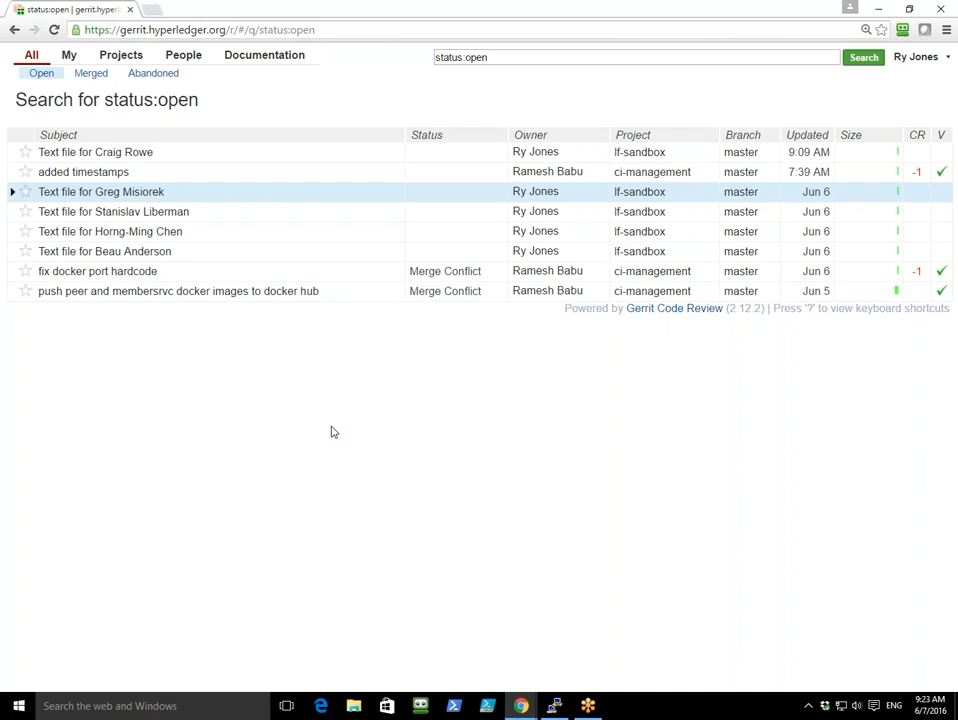 status:open | gerrit.hyperl
https://gerrit.hyperledger.org/r/#/q/status:open
All My Projects People Documentation
status:open Search Ry Jones
Open Merged Abandoned
Search for status:open
Subject Status Owner Project Branch Updated Size CR V
Text file for Craig Rowe Ry Jones lf-sandbox master 9:09 AM
added timestamps Ramesh Babu ci-management master 7:39 AM -1
Text file for Greg Misiorek Ry Jones lf-sandbox master Jun 6
Text file for Stanislav Liberman Ry Jones lf-sandbox master Jun 6
Text file for Horng-Ming Chen Ry Jones lf-sandbox master Jun 6
Text file for Beau Anderson Ry Jones lf-sandbox master Jun 6
fix docker port hardcode Merge Conflict Ramesh Babu ci-management master Jun 6 -1
push peer and membersrvc docker images to docker hub Merge Conflict Ramesh Babu ci-management master Jun 5
Powered by Gerrit Code Review (2.12.2) | Press '?' to view keyboard shortcuts
Search the web and Windows
ENG
9:23 AM
6/7/2016